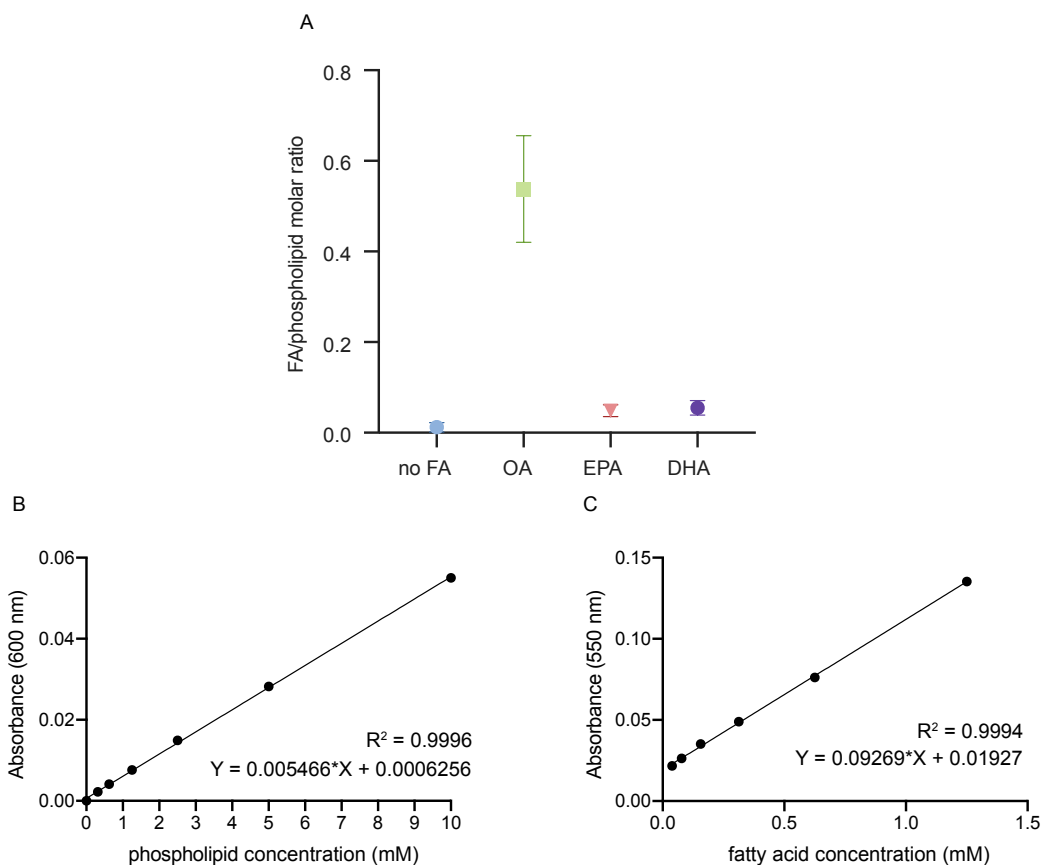 A
FA/phospholipid molar ratio
0.8
0.6
0.4
0.2
0.0
no FA OA EPA DHA
B
Absorbance (600 nm)
0.06
0.04
0.02
0.00
R² = 0.9996
Y = 0.005466*X + 0.0006256
0 1 2 3 4 5 6 7 8 9 10
phospholipid concentration (mM)
C
Absorbance (550 nm)
0.15
0.10
0.05
0.00
R² = 0.9994
Y = 0.09269*X + 0.01927
0.0 0.5 1.0 1.5
fatty acid concentration (mM)